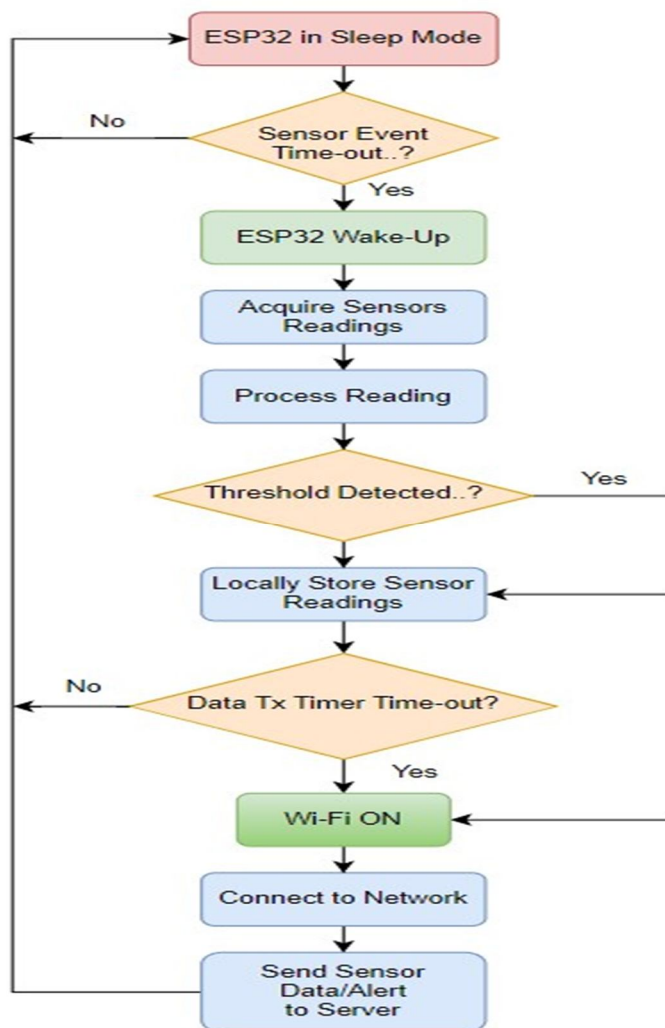 ESP32 in Sleep Mode
No
Sensor Event
Time-out..?
Yes
ESP32 Wake-Up
Acquire Sensors
Readings
Process Reading
Threshold Detected..?
Yes
Locally Store Sensor
Readings
No
Data Tx Timer Time-out?
Yes
Wi-Fi ON
Connect to Network
Send Sensor
Data/Alert
to Server